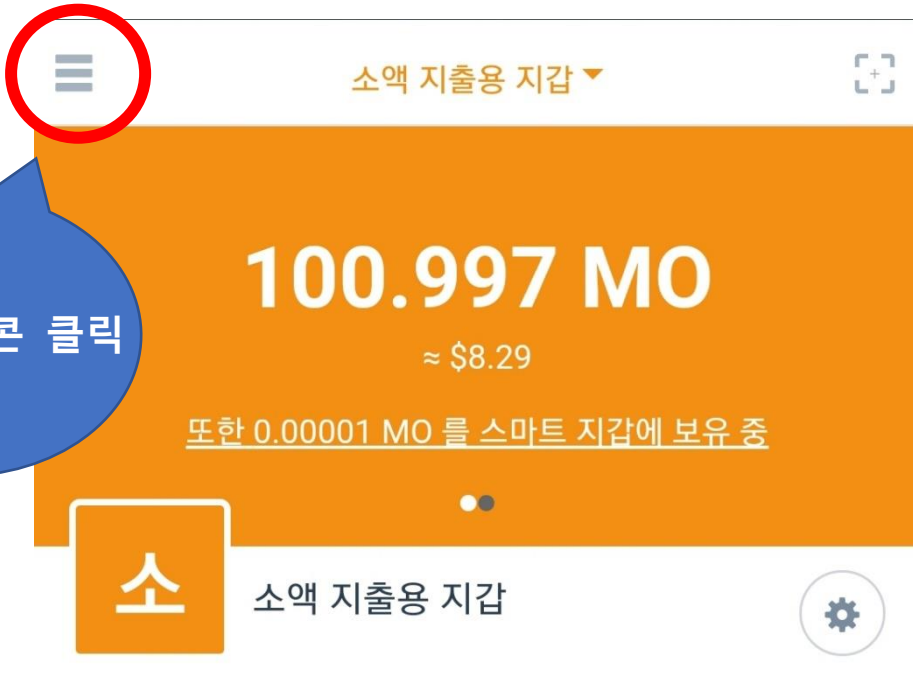 소액 지출용 지갑
100.997 MO
≈ $8.29
또한 0.00001 MO 를 스마트 지갑에 보유 중
클릭
소
소액 지출용 지갑